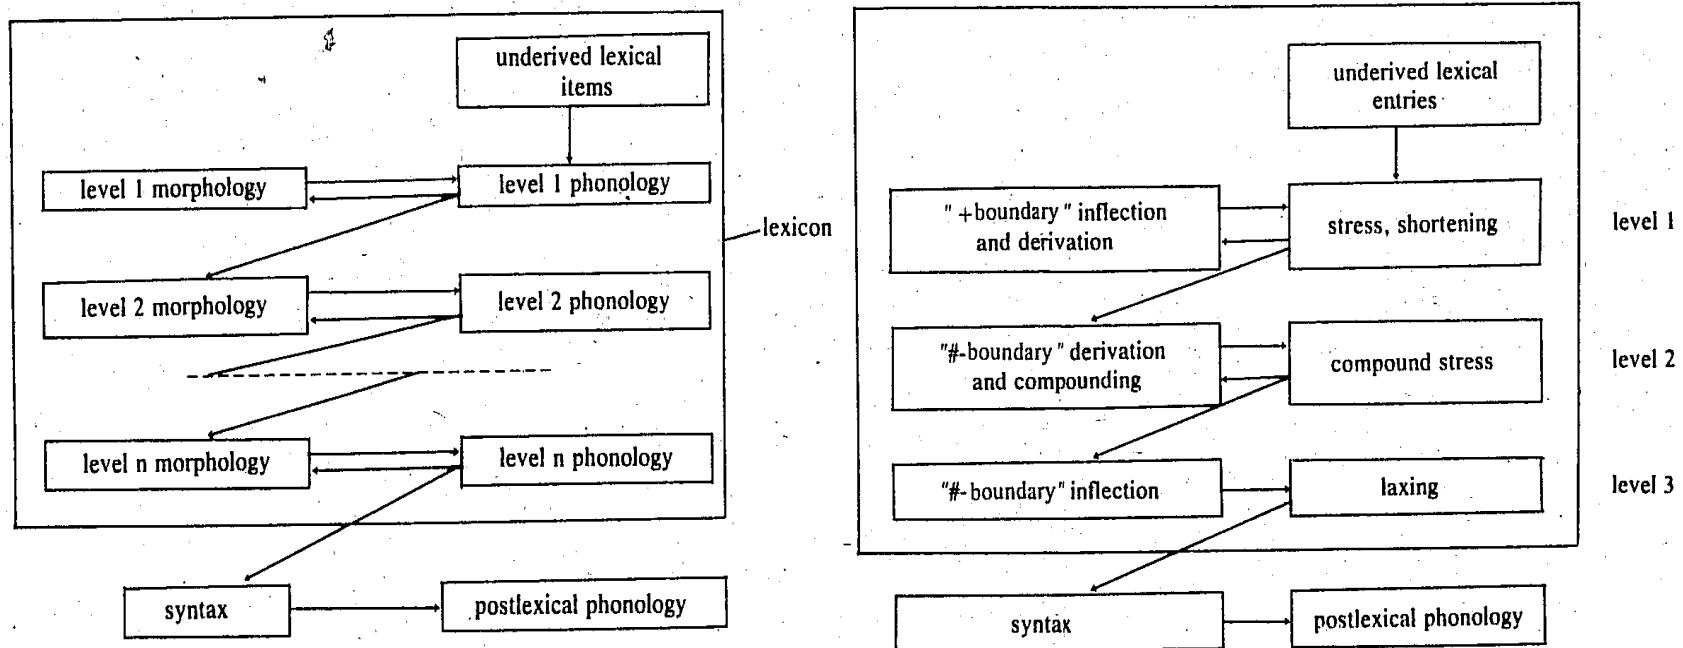 underived lexical
items
level 1 morphology
level 1 phonology
lexicon
level 2 morphology
level 2 phonology
level n morphology
level n phonology
syntax
postlexical phonology
underived lexical
entries
"+boundary" inflection
and derivation
stress, shortening
level 1
"#-boundary" derivation
and compounding
compound stress
level 2
"#-boundary" inflection
laxing
level 3
syntax
postlexical phonology